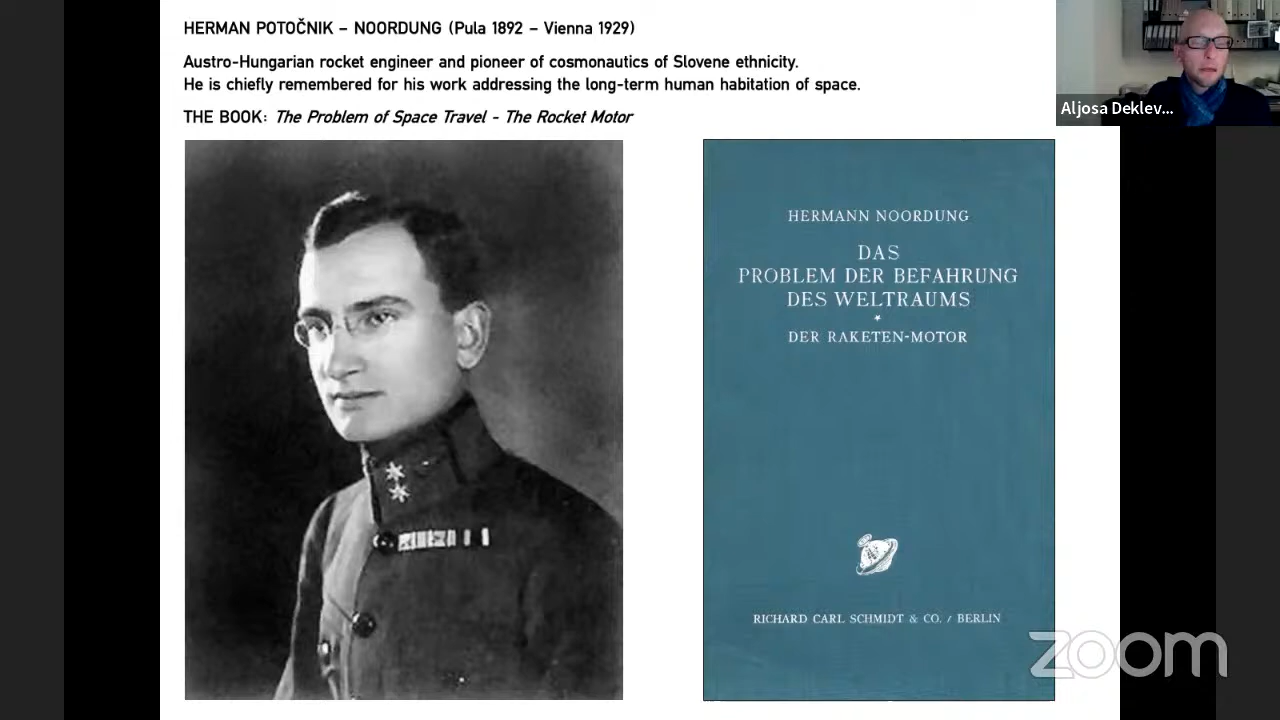 HERMAN POTOČNIK – NOORDUNG (Pula 1892 – Vienna 1929)
Austro-Hungarian rocket engineer and pioneer of cosmonautics of Slovene ethnicity.
He is chiefly remembered for his work addressing the long-term human habitation of space.
THE BOOK: The Problem of Space Travel - The Rocket Motor
Aljosa Deklev...
HERMANN NOORDUNG
DAS
PROBLEM DER BEFAHRUNG
DES WELTRAUMS
DER RAKETEN-MOTOR
RICHARD CARL SCHMIDT & CO. / BERLIN
zoom